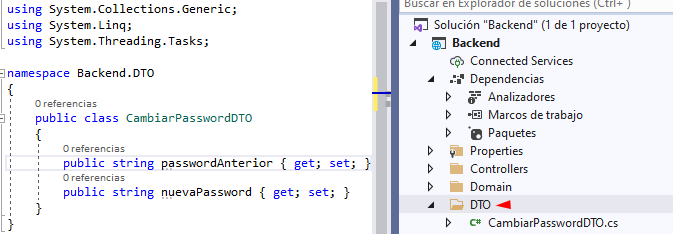 using System.Collections.Generic;
using System.Linq;
using System.Threading.Tasks;
namespace Backend.DTO
{
0 referencias
public class CambiarPasswordDTO
{
0 referencias
public string passwordAnterior { get; set; }
0 referencias
public string nuevaPassword { get; set; }
}
}
Buscar en Explorador de soluciones (Ctrl+ )
Solución "Backend" (1 de 1 proyecto)
Backend
Connected Services
Dependencias
Analizadores
Marcos de trabajo
Paquetes
Properties
Controllers
Domain
DTO
C# CambiarPasswordDTO.cs